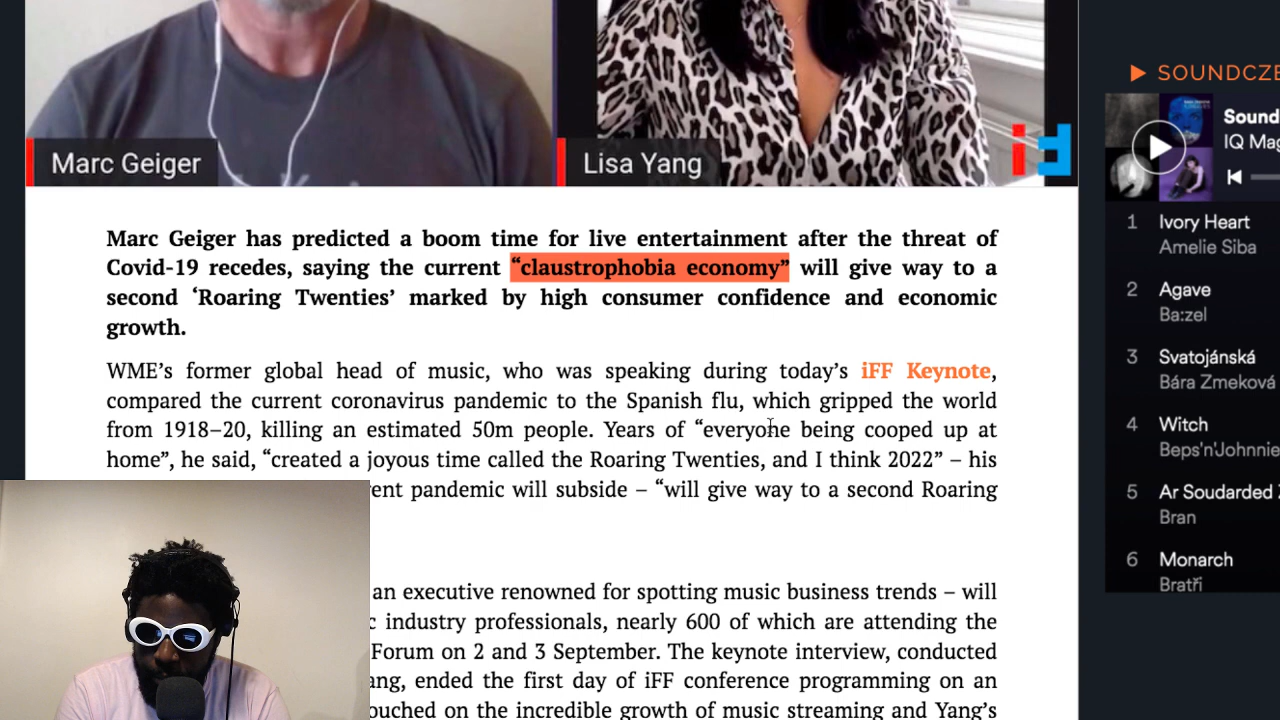 Marc Geiger
Lisa Yang
Marc Geiger has predicted a boom time for live entertainment after the threat of
Covid-19 recedes, saying the current “claustrophobia economy” will give way to a
second ‘Roaring Twenties’ marked by high consumer confidence and economic
growth.
WME’s former global head of music, who was speaking during today’s iFF Keynote,
compared the current coronavirus pandemic to the Spanish flu, which gripped the world
from 1918–20, killing an estimated 50m people. Years of “everyone being cooped up at
home”, he said, “created a joyous time called the Roaring Twenties, and I think 2022” – his
pandemic will subside – “will give way to a second Roaring
an executive renowned for spotting music business trends – will
industry professionals, nearly 600 of which are attending the
Forum on 2 and 3 September. The keynote interview, conducted
ended the first day of iFF conference programming on an
on the incredible growth of music streaming and Yang’s
SOUNDCZE
Sound
IQ Mag
1 Ivory Heart
Amelie Siba
2 Agave
Ba:zel
3 Svatojánská
Bára Zmeková
4 Witch
Beps'n'Johnnie
5 Ar Soudarded
Bran
6 Monarch
Bratři